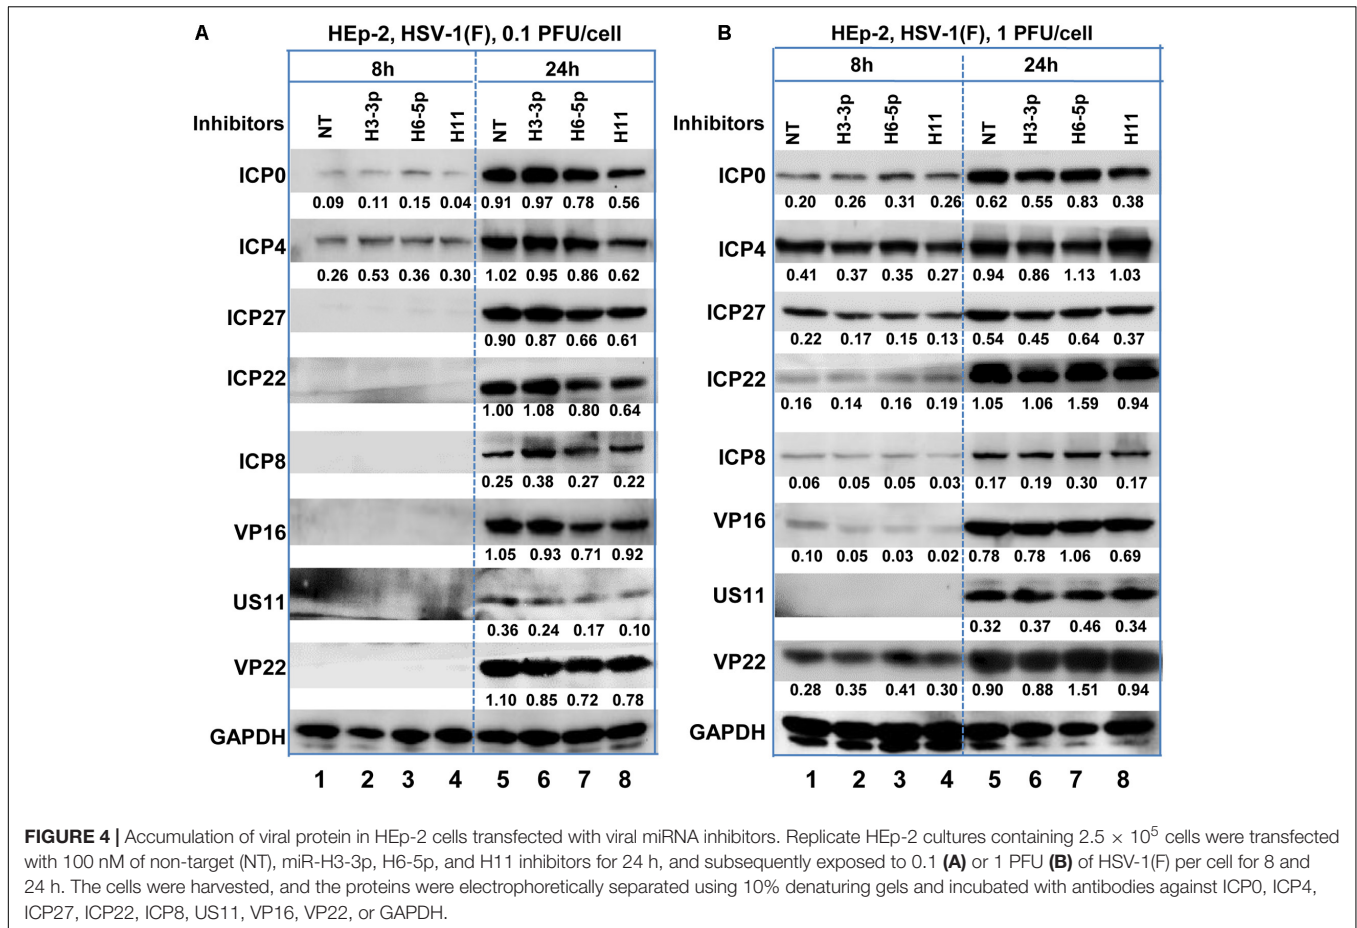 A HEp-2, HSV-1(F), 0.1 PFU/cell
8h 24h
Inhibitors NT H3-3p H6-5p H11 NT H3-3p H6-5p H11
ICP0
0.09 0.11 0.15 0.04 0.91 0.97 0.78 0.56
ICP4
0.26 0.53 0.36 0.30 1.02 0.95 0.86 0.62
ICP27
0.90 0.87 0.66 0.61
ICP22
1.00 1.08 0.80 0.64
ICP8
0.25 0.38 0.27 0.22
VP16
1.05 0.93 0.71 0.92
US11
0.36 0.24 0.17 0.10
VP22
1.10 0.85 0.72 0.78
GAPDH
1 2 3 4 5 6 7 8
B HEp-2, HSV-1(F), 1 PFU/cell
8h 24h
Inhibitors NT H3-3p H6-5p H11 NT H3-3p H6-5p H11
ICP0
0.20 0.26 0.31 0.26 0.62 0.55 0.83 0.38
ICP4
0.41 0.37 0.35 0.27 0.94 0.86 1.13 1.03
ICP27
0.22 0.17 0.15 0.13 0.54 0.45 0.64 0.37
ICP22
0.16 0.14 0.16 0.19 1.05 1.06 1.59 0.94
ICP8
0.06 0.05 0.05 0.03 0.17 0.19 0.30 0.17
VP16
0.10 0.05 0.03 0.02 0.78 0.78 1.06 0.69
US11
0.32 0.37 0.46 0.34
VP22
0.28 0.35 0.41 0.30 0.90 0.88 1.51 0.94
GAPDH
1 2 3 4 5 6 7 8
FIGURE 4 | Accumulation of viral protein in HEp-2 cells transfected with viral miRNA inhibitors. Replicate HEp-2 cultures containing 2.5 × 10⁵ cells were transfected
with 100 nM of non-target (NT), miR-H3-3p, H6-5p, and H11 inhibitors for 24 h, and subsequently exposed to 0.1 (A) or 1 PFU (B) of HSV-1(F) per cell for 8 and
24 h. The cells were harvested, and the proteins were electrophoretically separated using 10% denaturing gels and incubated with antibodies against ICP0, ICP4,
ICP27, ICP22, ICP8, US11, VP16, VP22, or GAPDH.